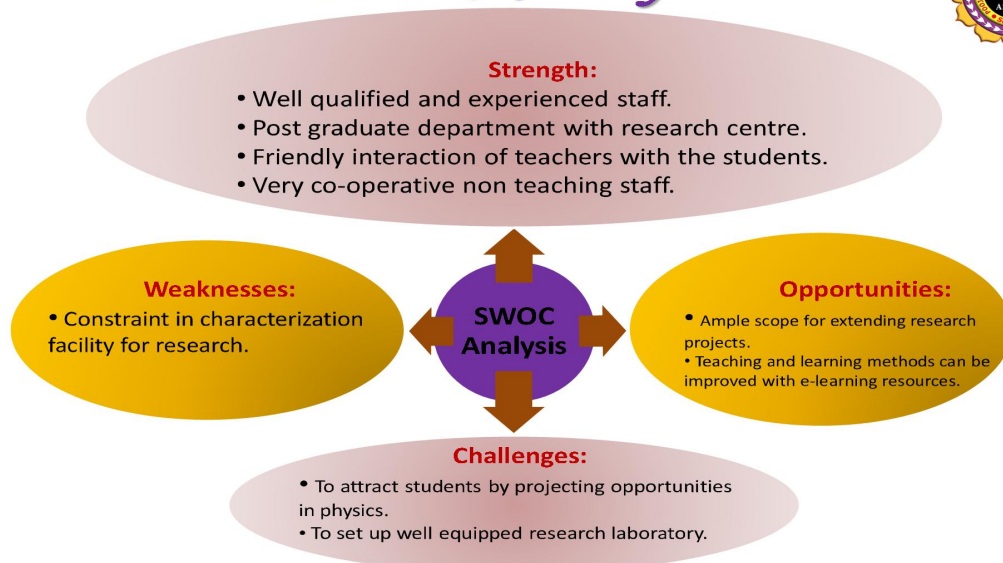 Strength:
• Well qualified and experienced staff.
• Post graduate department with research centre.
• Friendly interaction of teachers with the students.
• Very co-operative non teaching staff.
Weaknesses:
• Constraint in characterization
facility for research.
SWOC
Analysis
Opportunities:
• Ample scope for extending research
projects.
• Teaching and learning methods can be
improved with e-learning resources.
Challenges:
• To attract students by projecting opportunities
in physics.
• To set up well equipped research laboratory.